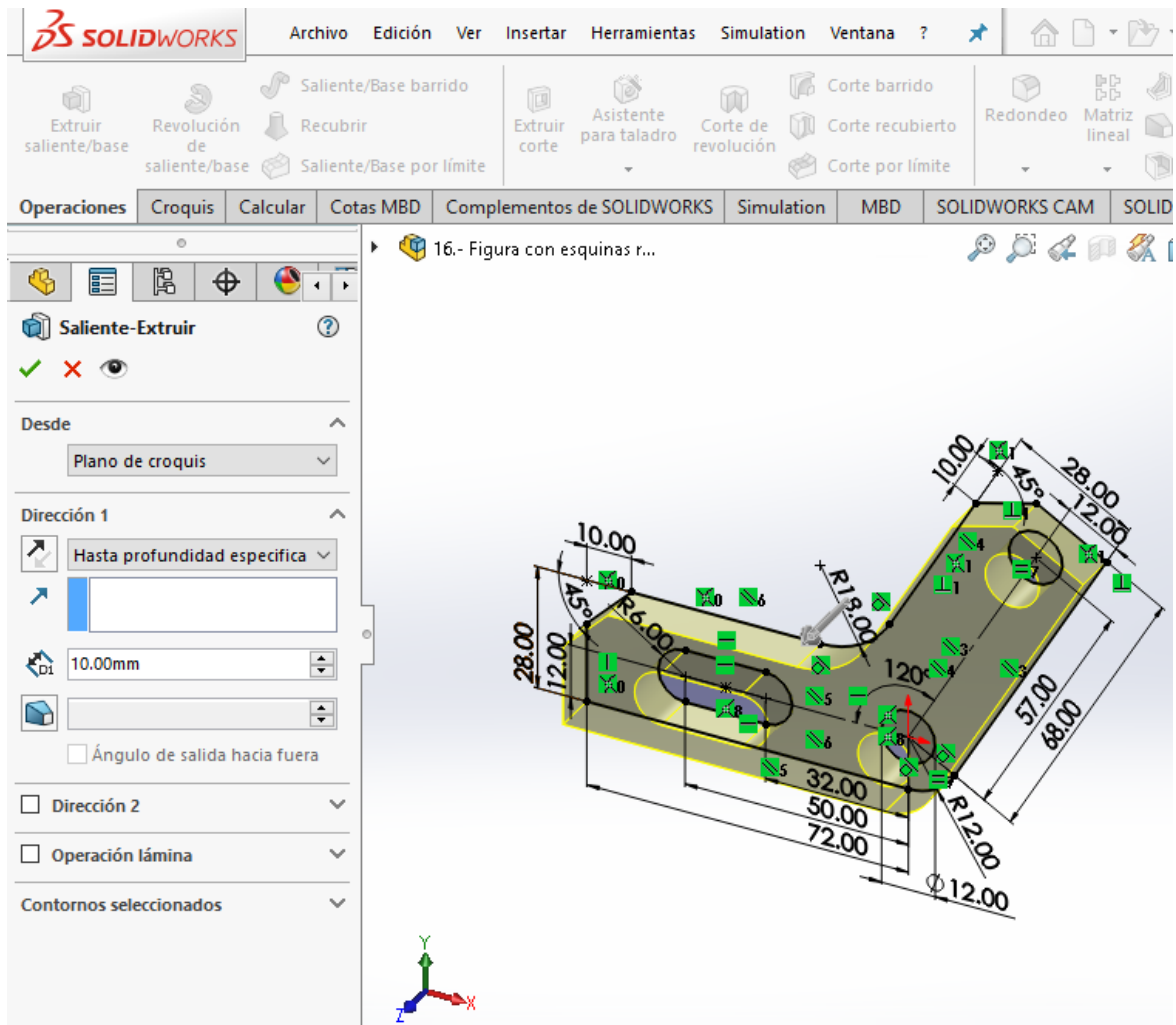 SOLIDWORKS
Archivo Edición Ver Insertar Herramientas Simulation Ventana ?
Extruir saliente/base
Revolución de saliente/base
Saliente/Base barrido
Recubrir
Saliente/Base por límite
Extruir corte
Asistente para taladro
Corte de revolución
Corte barrido
Corte recubierto
Corte por límite
Redondeo
Matriz lineal
Operaciones Croquis Calcular Cotas MBD Complementos de SOLIDWORKS Simulation MBD SOLIDWORKS CAM SOLID
16.- Figura con esquinas r...
Saliente-Extruir
Desde
Plano de croquis
Dirección 1
Hasta profundidad especifica
D1
10.00mm
Ángulo de salida hacia fuera
Dirección 2
Operación lámina
Contornos seleccionados
10.00
45°
28.00
12.00
10.00
28.00
12.00
45°
R6.00
R18.00
120°
57.00
68.00
32.00
50.00
72.00
R12.00
∅12.00
Y
X
Z